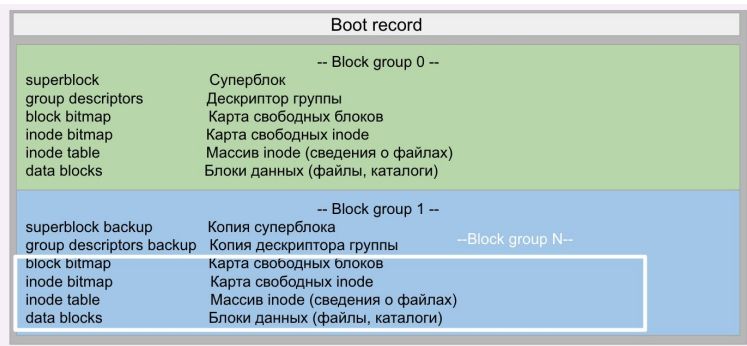 Boot record
-- Block group 0 --
superblock Суперблок
group descriptors Дескриптор группы
block bitmap Карта свободных блоков
inode bitmap Карта свободных inode
inode table Массив inode (сведения о файлах)
data blocks Блоки данных (файлы, каталоги)
-- Block group 1 --
superblock backup Копия суперблока
group descriptors backup Копия дескриптора группы --Block group N--
block bitmap Карта свободных блоков
inode bitmap Карта свободных inode
inode table Массив inode (сведения о файлах)
data blocks Блоки данных (файлы, каталоги)